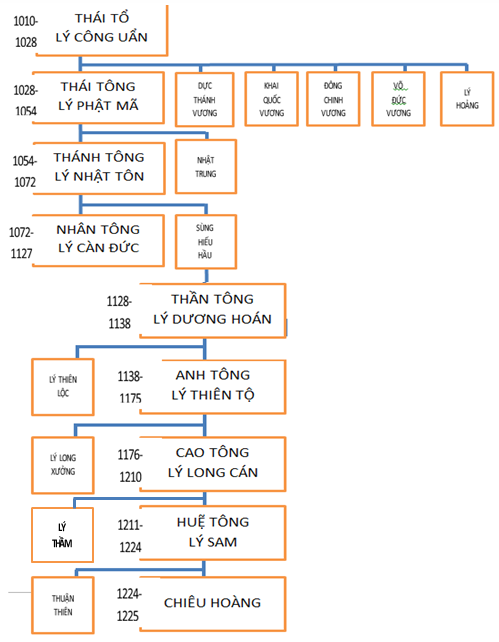 1010-
1028
THÁI TỔ
LÝ CÔNG UẨN
1028-
1054
THÁI TÔNG
LÝ PHẬT MÃ
DỰC
THÁNH
VƯƠNG
KHAI
QUỐC
VƯƠNG
ĐÔNG
CHINH
VƯƠNG
VÕ
ĐỨC
VƯƠNG
LÝ
HOẢNG
1054-
1072
THÁNH TÔNG
LÝ NHẬT TÔN
NHẬT
TRUNG
1072-
1127
NHÂN TÔNG
LÝ CÀN ĐỨC
SÙNG
HIẾU
HẦU
1128-
1138
THẦN TÔNG
LÝ DƯƠNG HOÁN
LÝ THIÊN
LỘC
1138-
1175
ANH TÔNG
LÝ THIÊN TỘ
LÝ LONG
XƯỞNG
1176-
1210
CAO TÔNG
LÝ LONG CÁN
LÝ
THẦM
1211-
1224
HUỆ TÔNG
LÝ SAM
THUẬN
THIÊN
1224-
1225
CHIÊU HOÀNG